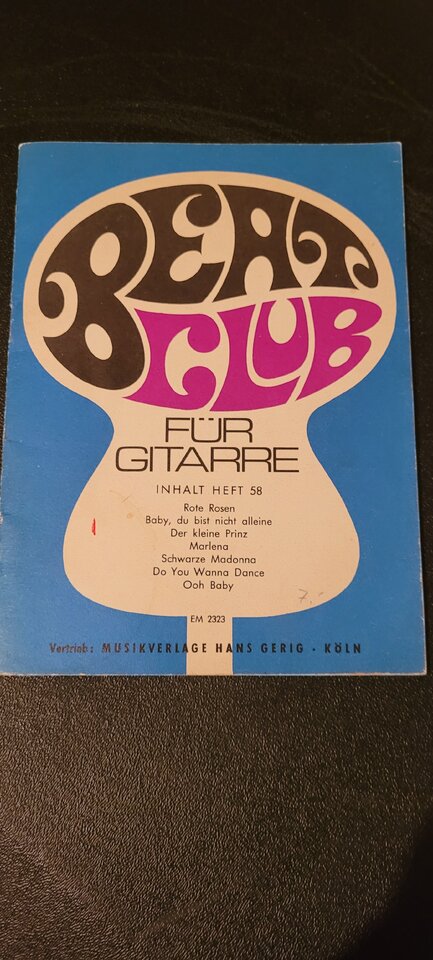 BEAT
CLUB
FÜR
GITARRE
INHALT HEFT 58
Rote Rosen
Baby, du bist nicht alleine
Der kleine Prinz
Marlena
Schwarze Madonna
Do You Wanna Dance
Ooh Baby
7,-
EM 2323
Vertrieb: MUSIKVERLAGE HANS GERIG · KÖLN